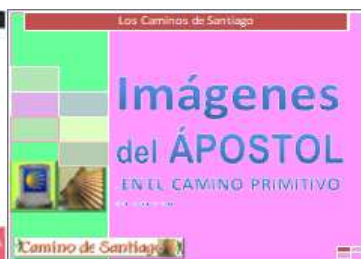 Los Caminos de Santiago
Imágenes
del ÁPOSTOL
EN EL CAMINO PRIMITIVO
Camino de Santiago